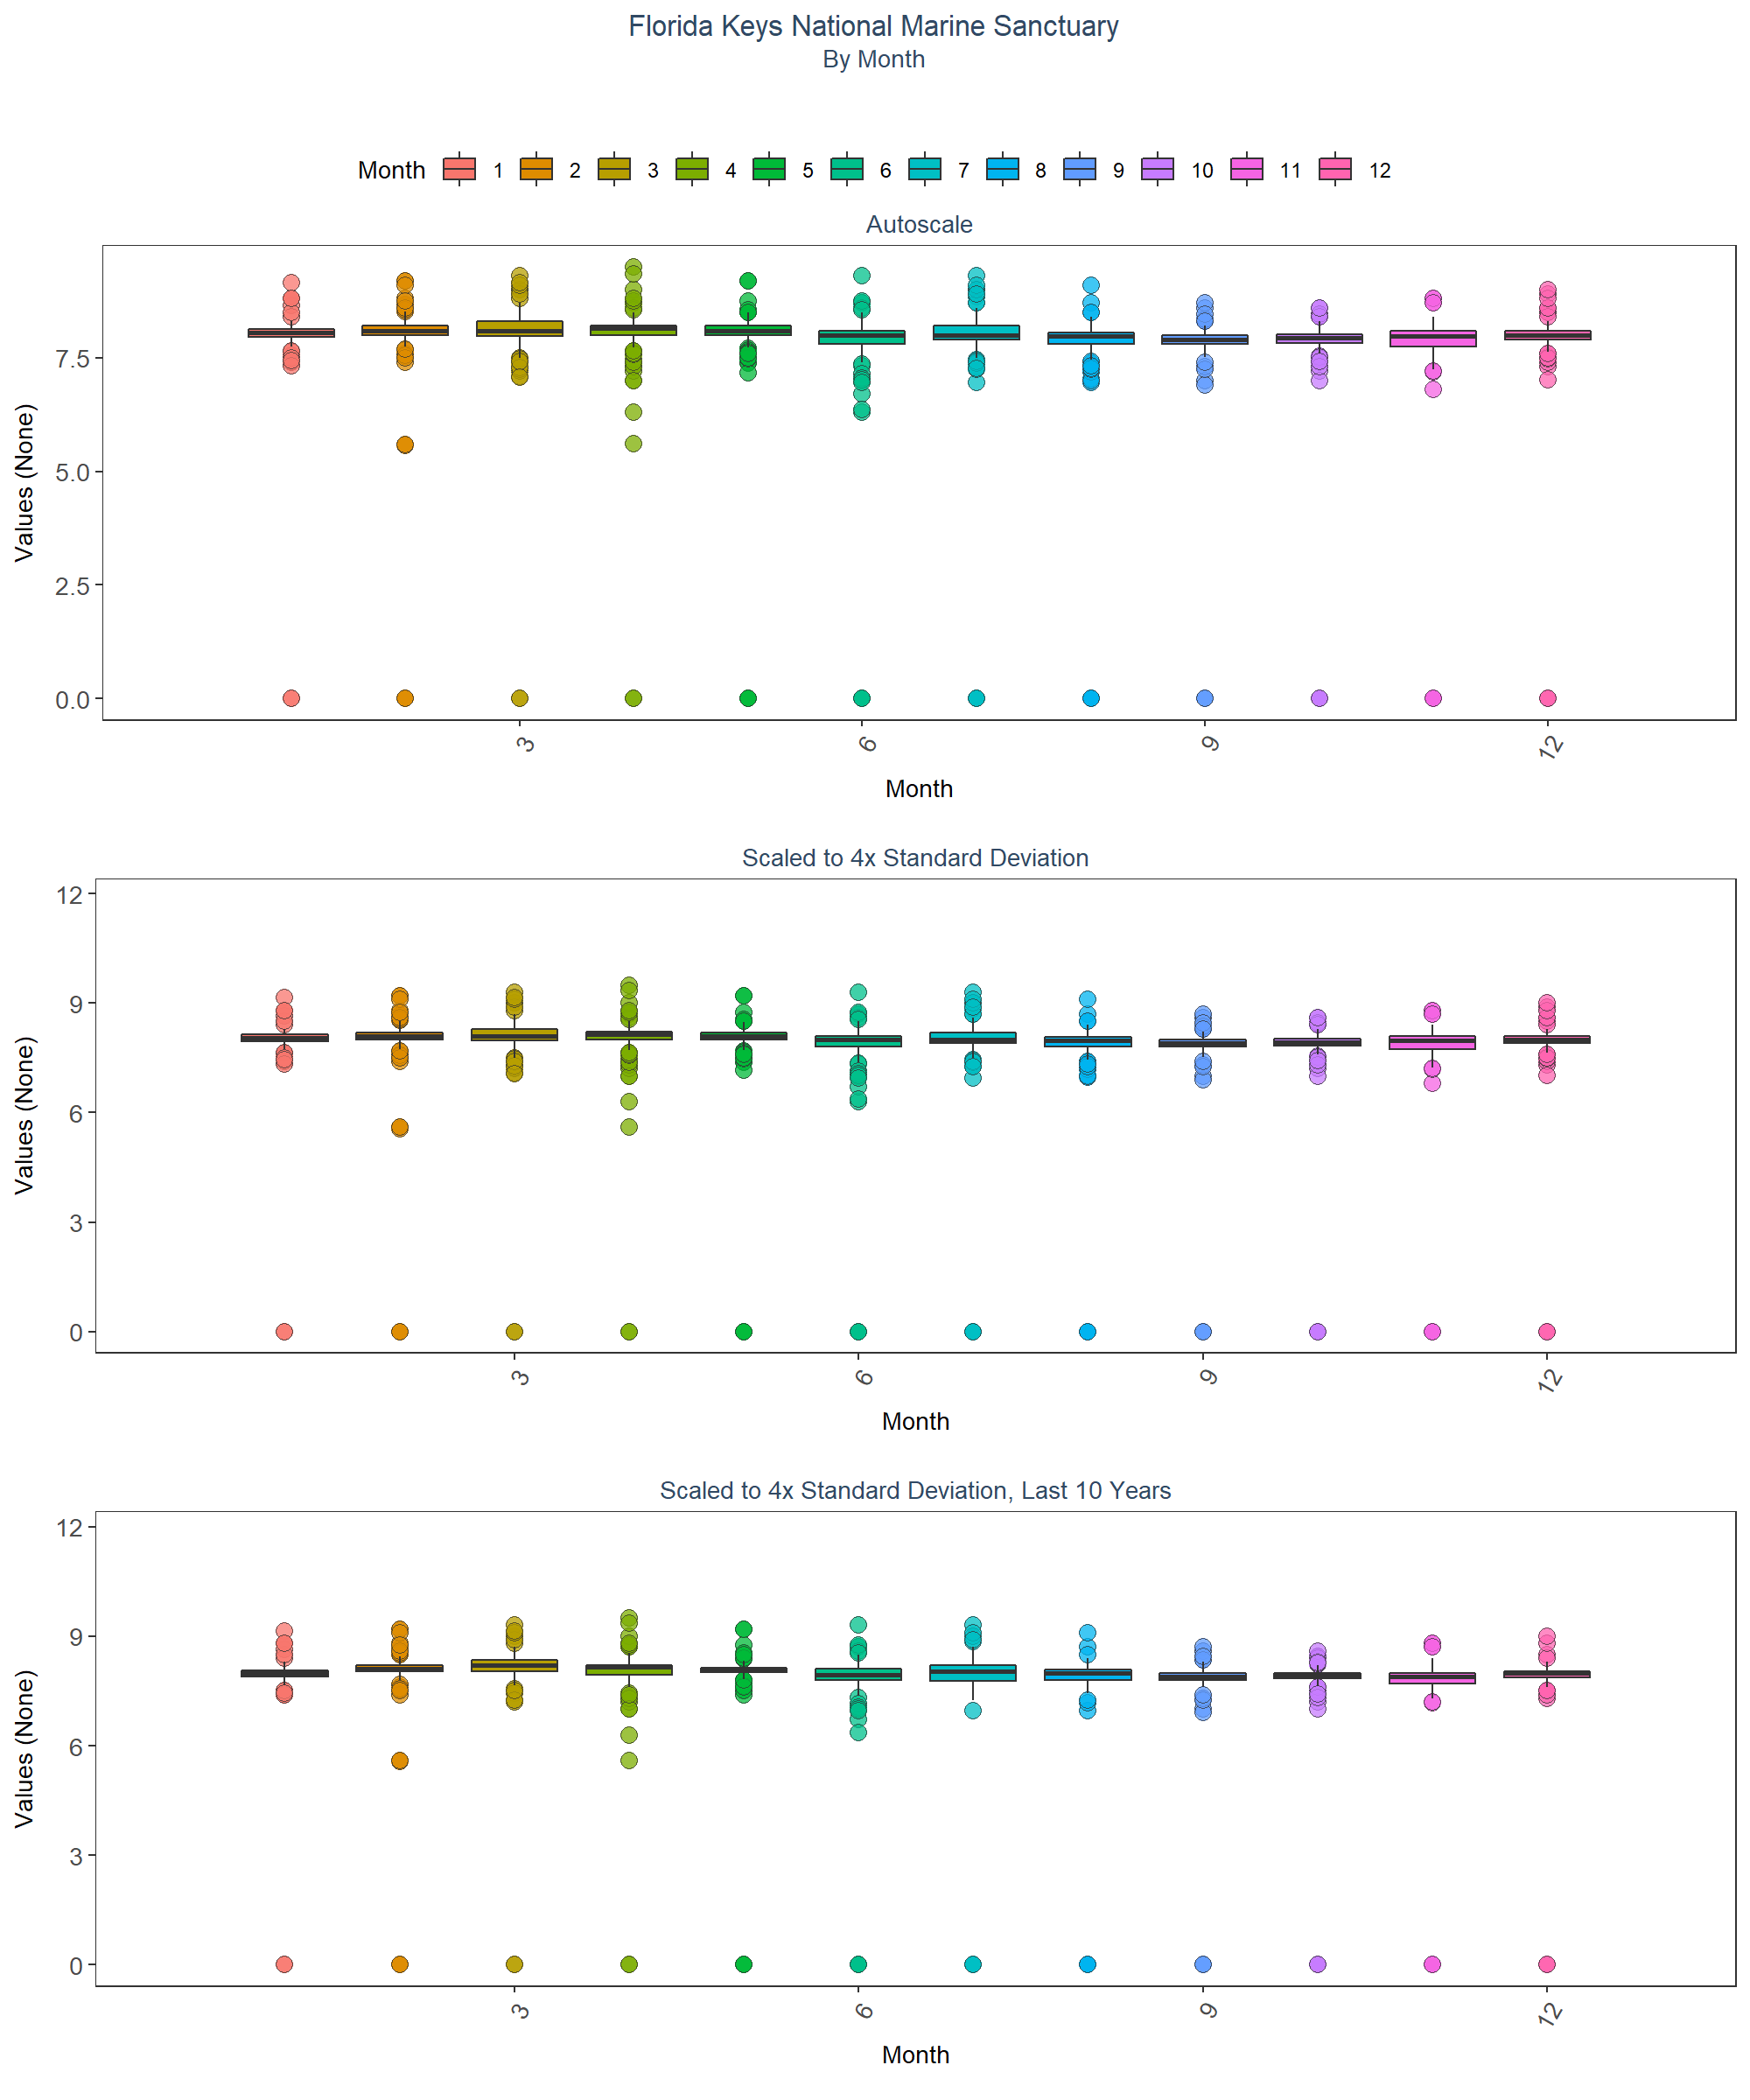 Florida Keys National Marine Sanctuary
By Month
Month 1 2 3 4 5 6 7 8 9 10 11 12
Autoscale
Values (None)
7.5
5.0
2.5
0.0
3 6 9 12
Month
Scaled to 4x Standard Deviation
Values (None)
12
9
6
3
0
3 6 9 12
Month
Scaled to 4x Standard Deviation, Last 10 Years
Values (None)
12
9
6
3
0
3 6 9 12
Month